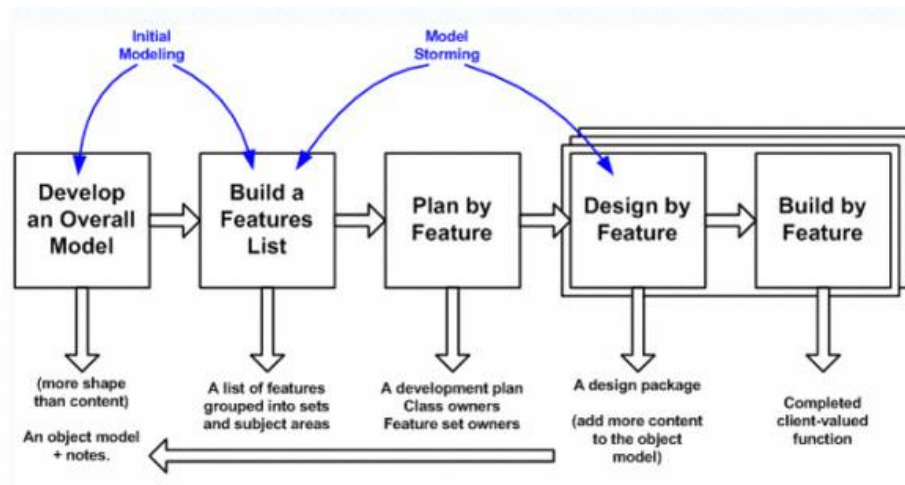 Initial
Modeling
Model
Storming
Develop
an Overall
Model
Build a
Features
List
Plan by
Feature
Design by
Feature
Build by
Feature
(more shape
than content)
An object model
+ notes.
A list of features
grouped into sets
and subject areas
A development plan
Class owners
Feature set owners
A design package
(add more content
to the object
model)
Completed
client-valued
function